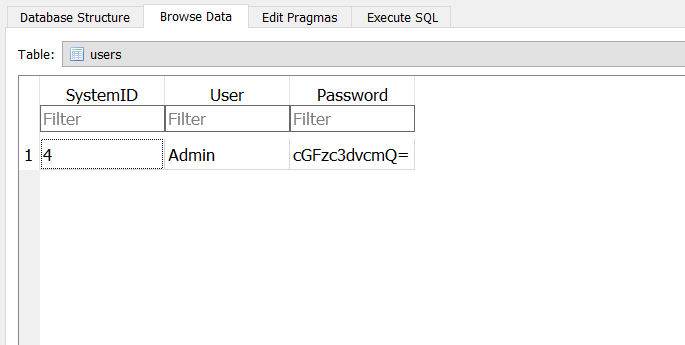 Database Structure Browse Data Edit Pragmas Execute SQL
Table: users
SystemID User Password
Filter Filter Filter
1 4 Admin cGFzc3dvcmQ=